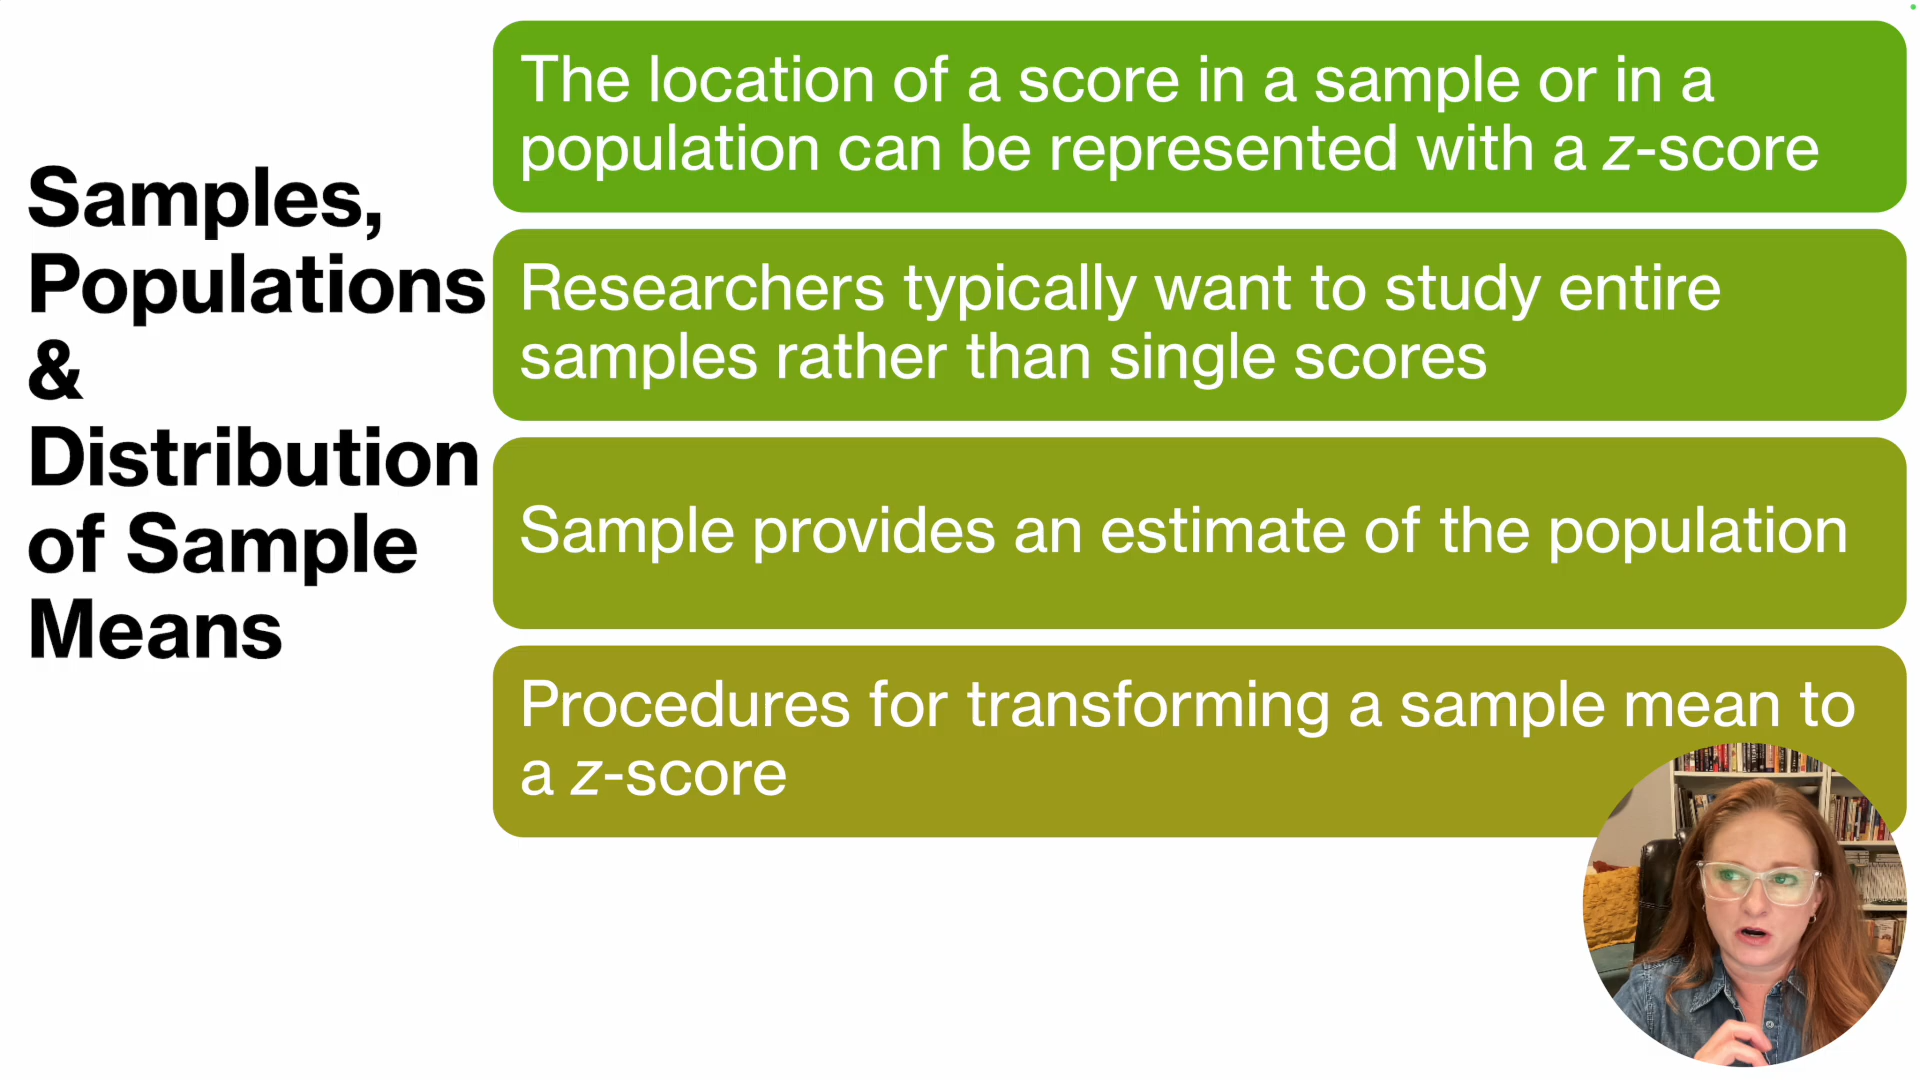 Samples,
Populations
&
Distribution
of Sample
Means
The location of a score in a sample or in a
population can be represented with a z-score
Researchers typically want to study entire
samples rather than single scores
Sample provides an estimate of the population
Procedures for transforming a sample mean to
a z-score